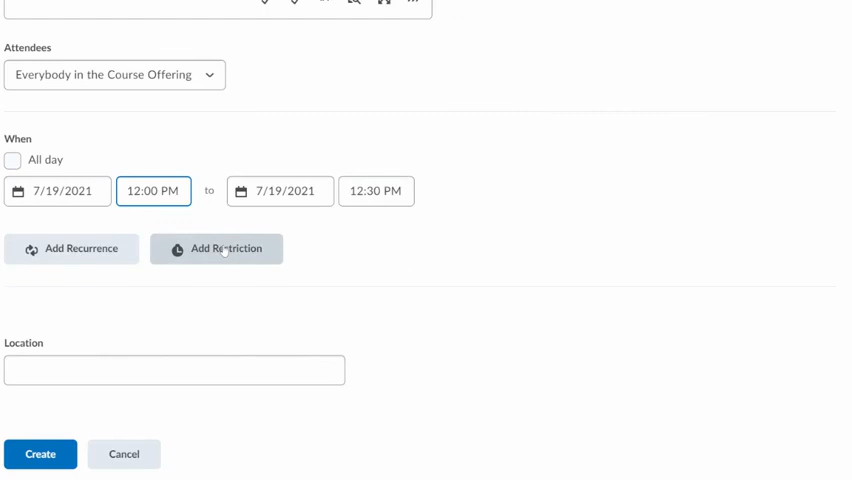 Attendees
Everybody in the Course Offering
When
All day
7/19/2021 12:00 PM to 7/19/2021 12:30 PM
Add Recurrence Add Restriction
Location
Create Cancel